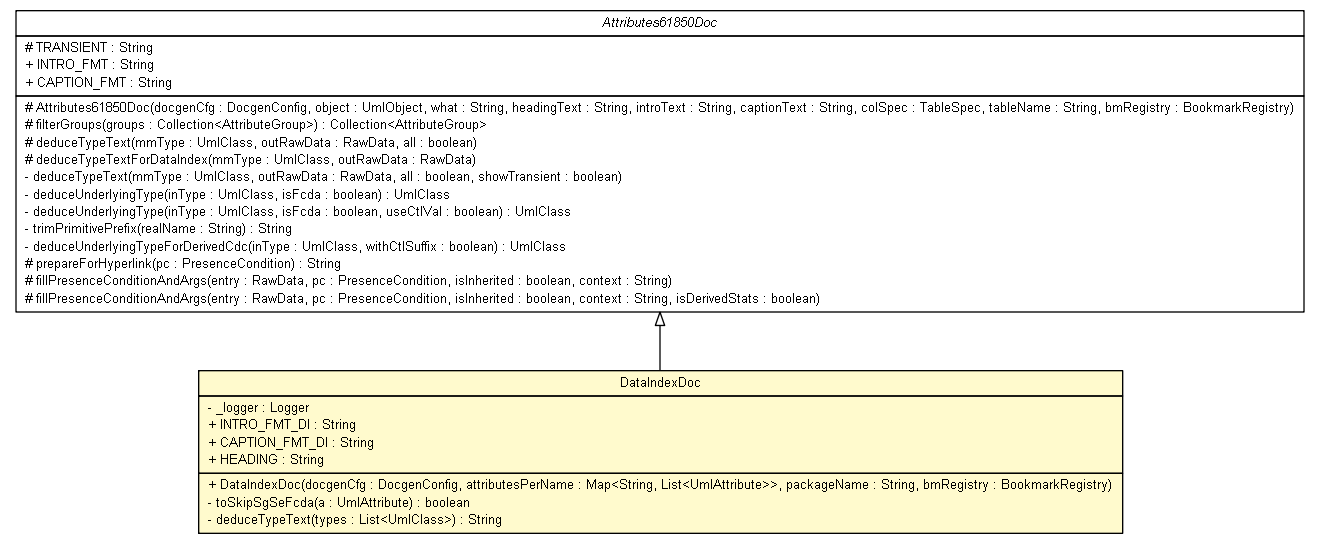 Attributes61850Doc
# TRANSIENT : String
+ INTRO_FMT : String
+ CAPTION_FMT : String
# Attributes61850Doc(docgenCfg : DocgenConfig, object : UmlObject, what : String, headingText : String, introText : String, captionText : String, colSpec : TableSpec, tableName : String, bmRegistry : BookmarkRegistry)
# filterGroups(groups : Collection<AttributeGroup>) : Collection<AttributeGroup>
# deduceTypeText(mmType : UmlClass, outRawData : RawData, all : boolean)
# deduceTypeTextForDataIndex(mmType : UmlClass, outRawData : RawData)
- deduceTypeText(mmType : UmlClass, outRawData : RawData, all : boolean, showTransient : boolean)
- deduceUnderlyingType(inType : UmlClass, isFcda : boolean) : UmlClass
- deduceUnderlyingType(inType : UmlClass, isFcda : boolean, useCtlVal : boolean) : UmlClass
- trimPrimitivePrefix(realName : String) : String
- deduceUnderlyingTypeForDerivedCdc(inType : UmlClass, withCtlSuffix : boolean) : UmlClass
# prepareForHyperlink(pc : PresenceCondition) : String
# fillPresenceConditionAndArgs(entry : RawData, pc : PresenceCondition, isInherited : boolean, context : String)
# fillPresenceConditionAndArgs(entry : RawData, pc : PresenceCondition, isInherited : boolean, context : String, isDerivedStats : boolean)
DataIndexDoc
- _logger : Logger
+ INTRO_FMT_DI : String
+ CAPTION_FMT_DI : String
+ HEADING : String
+ DataIndexDoc(docgenCfg : DocgenConfig, attributesPerName : Map<String, List<UmlAttribute>>, packageName : String, bmRegistry : BookmarkRegistry)
- toSkipSgSeFcda(a : UmlAttribute) : boolean
- deduceTypeText(types : List<UmlClass>) : String